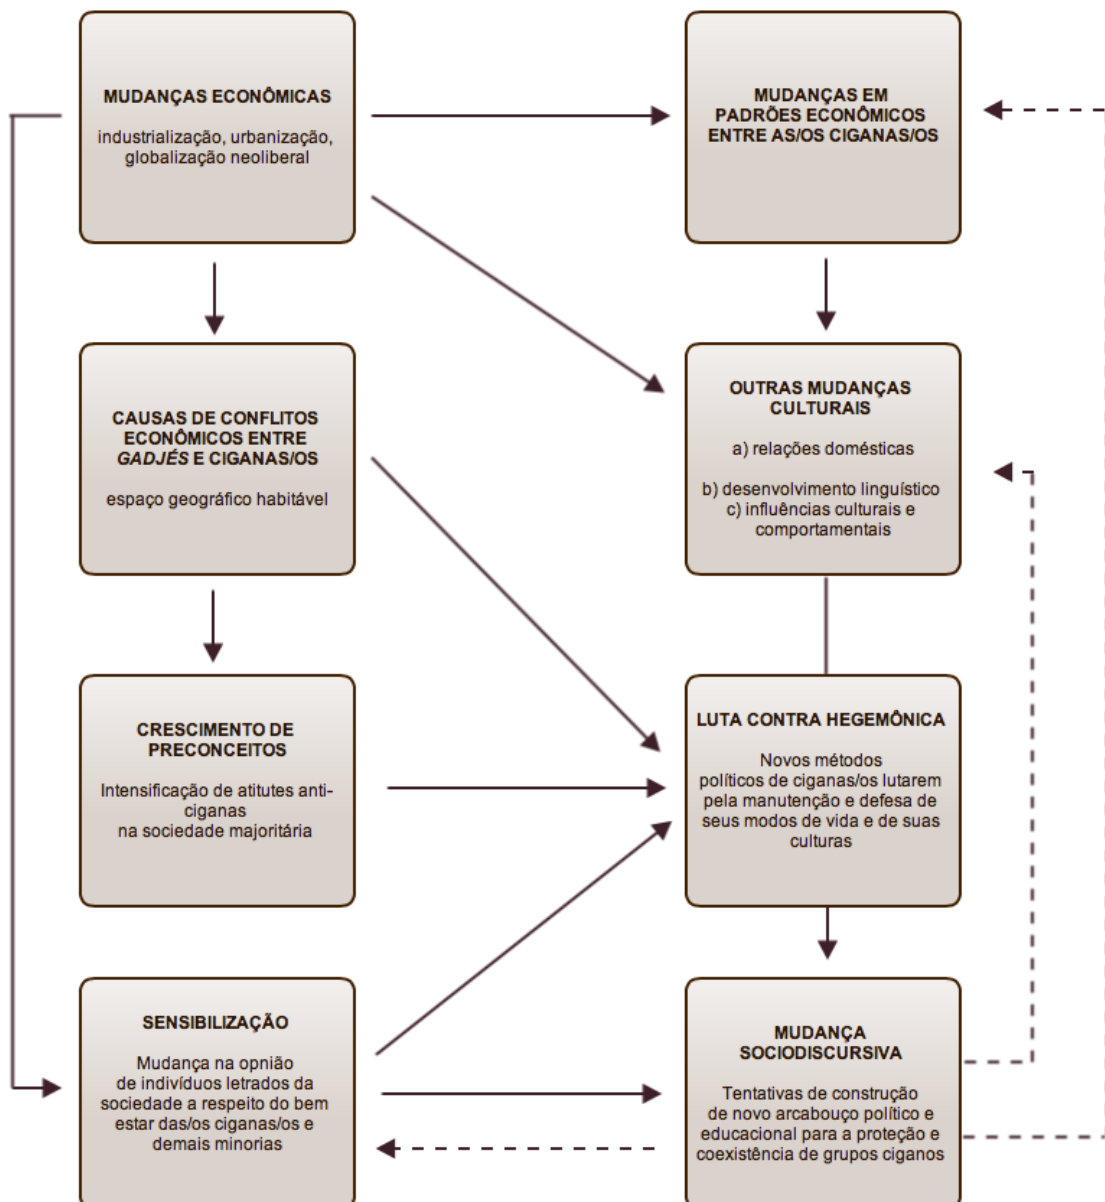 MUDANÇAS ECONÔMICAS
industrialização, urbanização,
globalização neoliberal
MUDANÇAS EM
PADRÕES ECONÔMICOS
ENTRE AS/OS CIGANAS/OS
CAUSAS DE CONFLITOS
ECONÔMICOS ENTRE
GADJÉS E CIGANAS/OS
espaço geográfico habitável
OUTRAS MUDANÇAS
CULTURAIS
a) relações domésticas
b) desenvolvimento linguístico
c) influências culturais e
comportamentais
CRESCIMENTO DE
PRECONCEITOS
Intensificação de atitutes anti-
ciganas
na sociedade majoritária
LUTA CONTRA HEGEMÔNICA
Novos métodos
políticos de ciganas/os lutarem
pela manutenção e defesa de
seus modos de vida e de suas
culturas
SENSIBILIZAÇÃO
Mudança na opnião
de indivíduos letrados da
sociedade a respeito do bem
estar das/os ciganas/os e
demais minorias
MUDANÇA
SOCIODISCURSIVA
Tentativas de construção
de novo arcabouço político e
educacional para a proteção e
coexistência de grupos ciganos